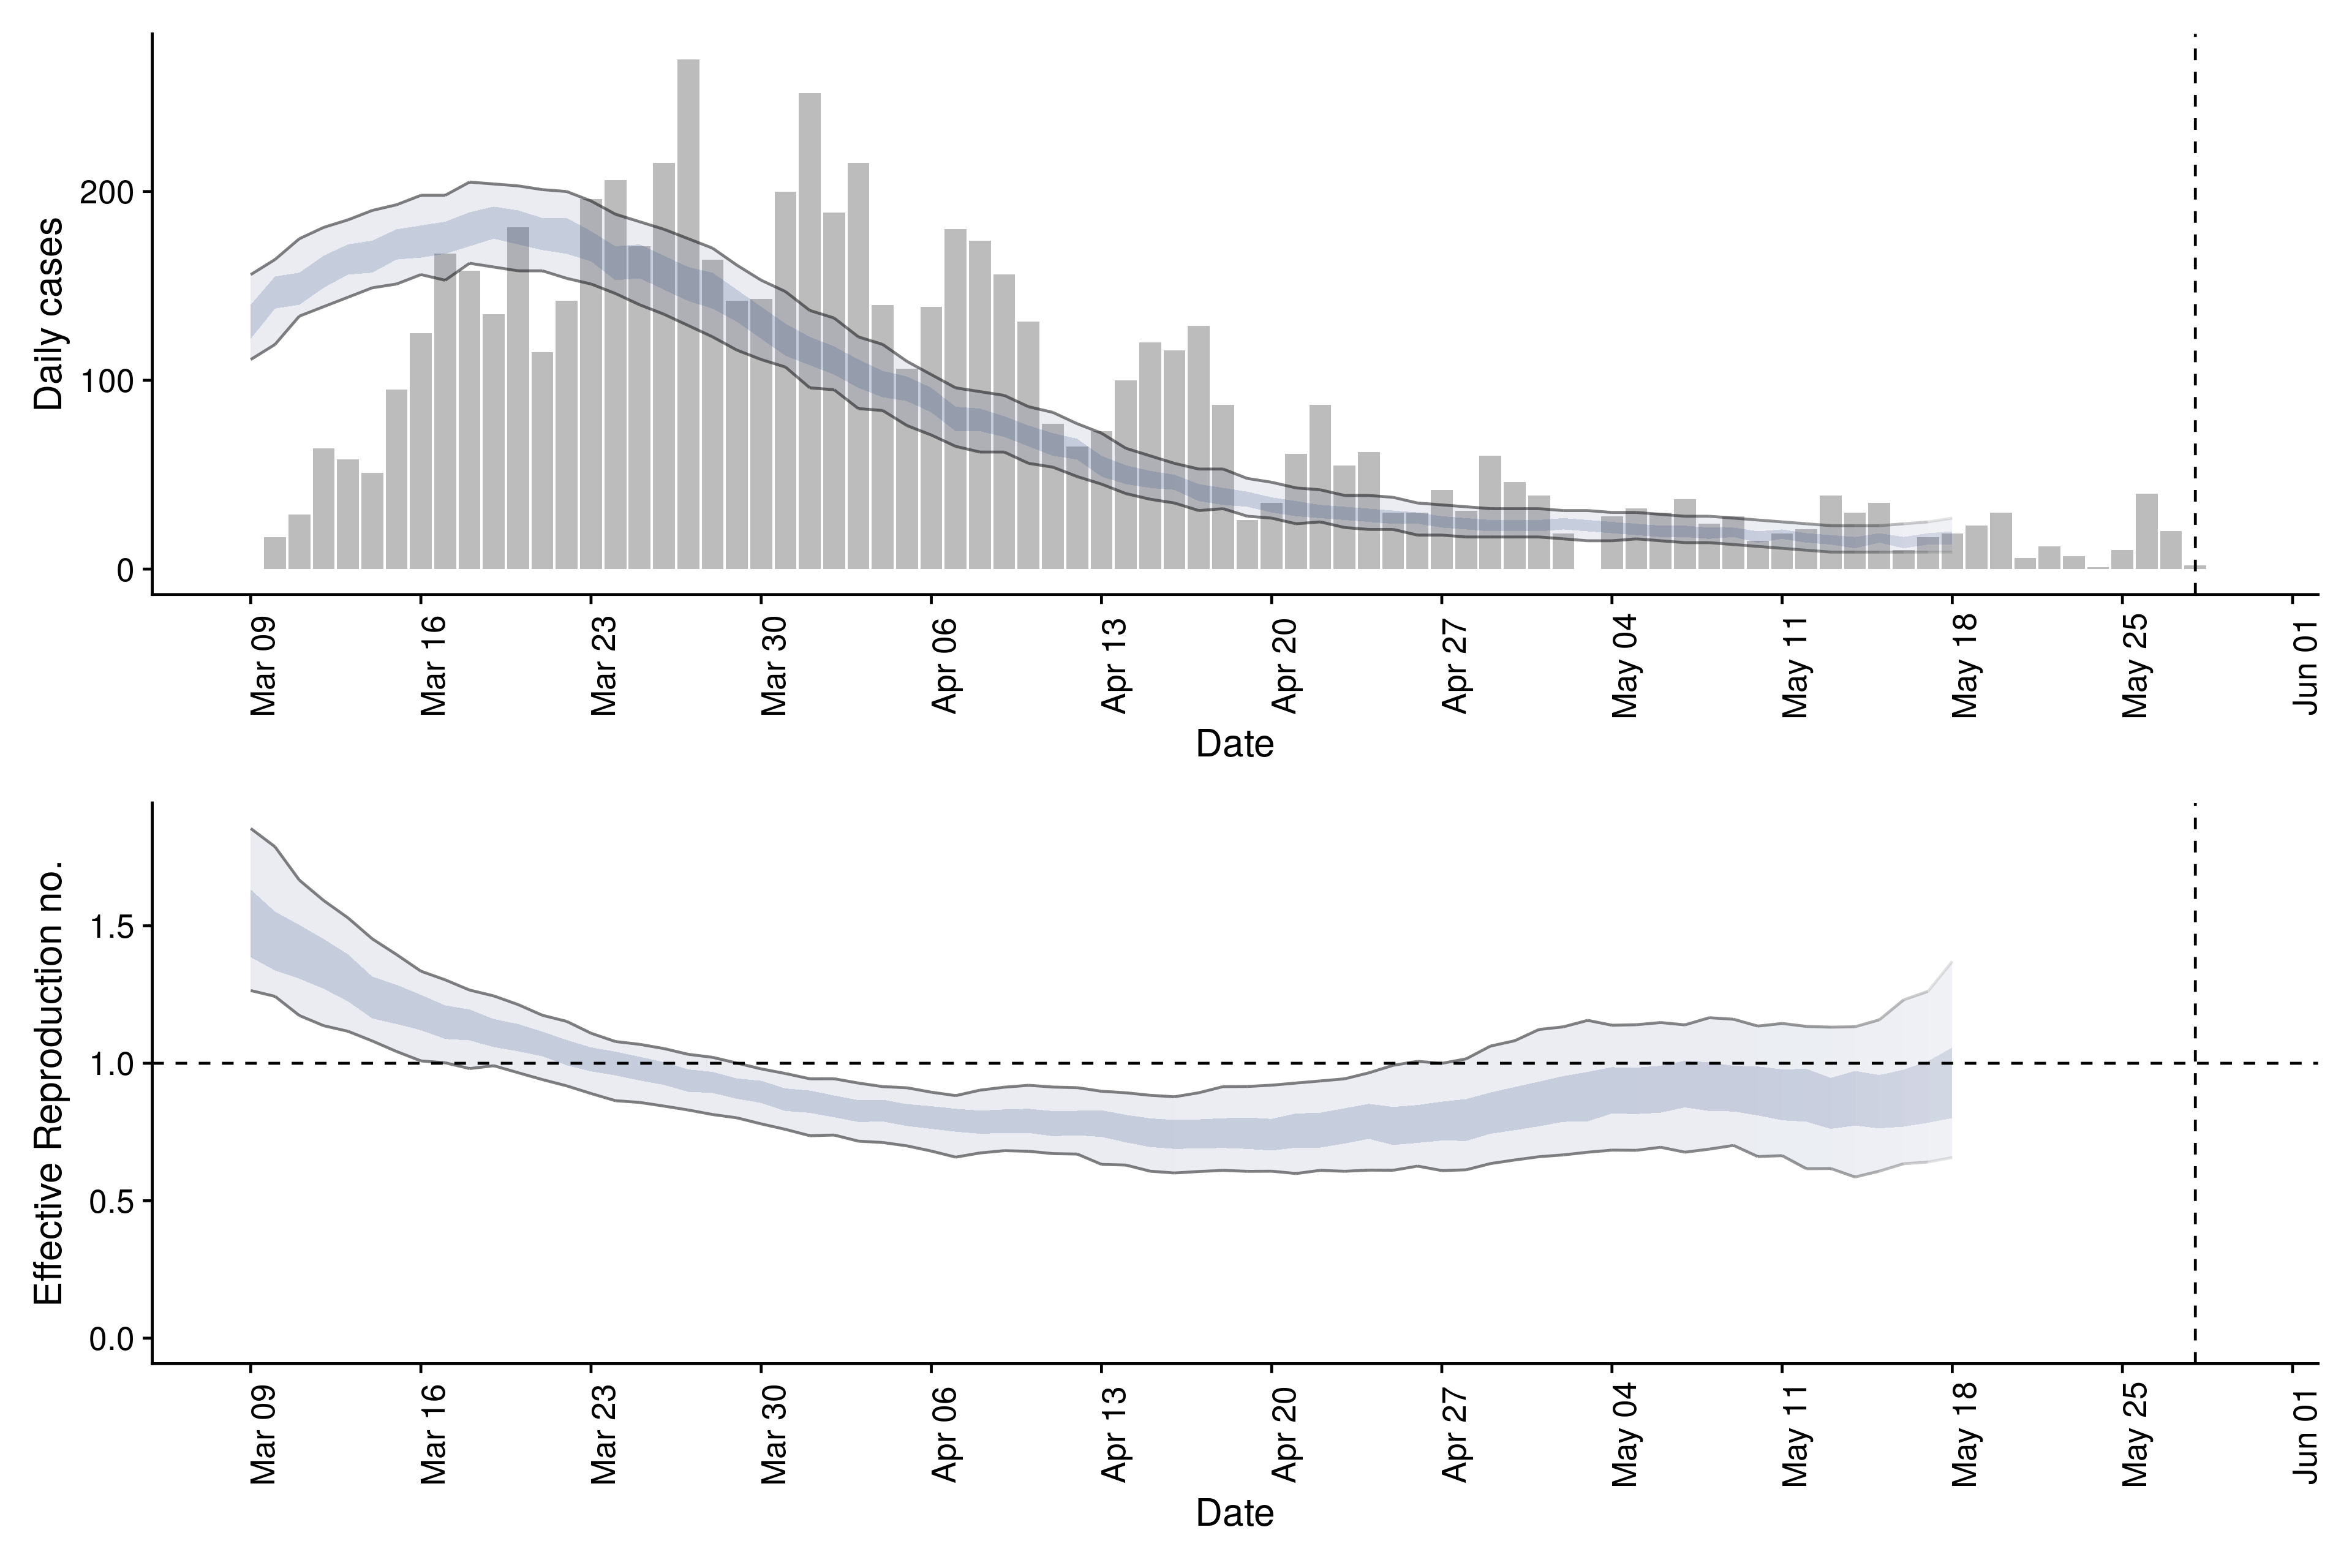 Daily cases
200
100
0
Mar 09
Mar 16
Mar 23
Mar 30
Apr 06
Apr 13
Apr 20
Apr 27
May 04
May 11
May 18
May 25
Jun 01
Date
Effective Reproduction no.
1.5
1.0
0.5
0.0
Mar 09
Mar 16
Mar 23
Mar 30
Apr 06
Apr 13
Apr 20
Apr 27
May 04
May 11
May 18
May 25
Jun 01
Date